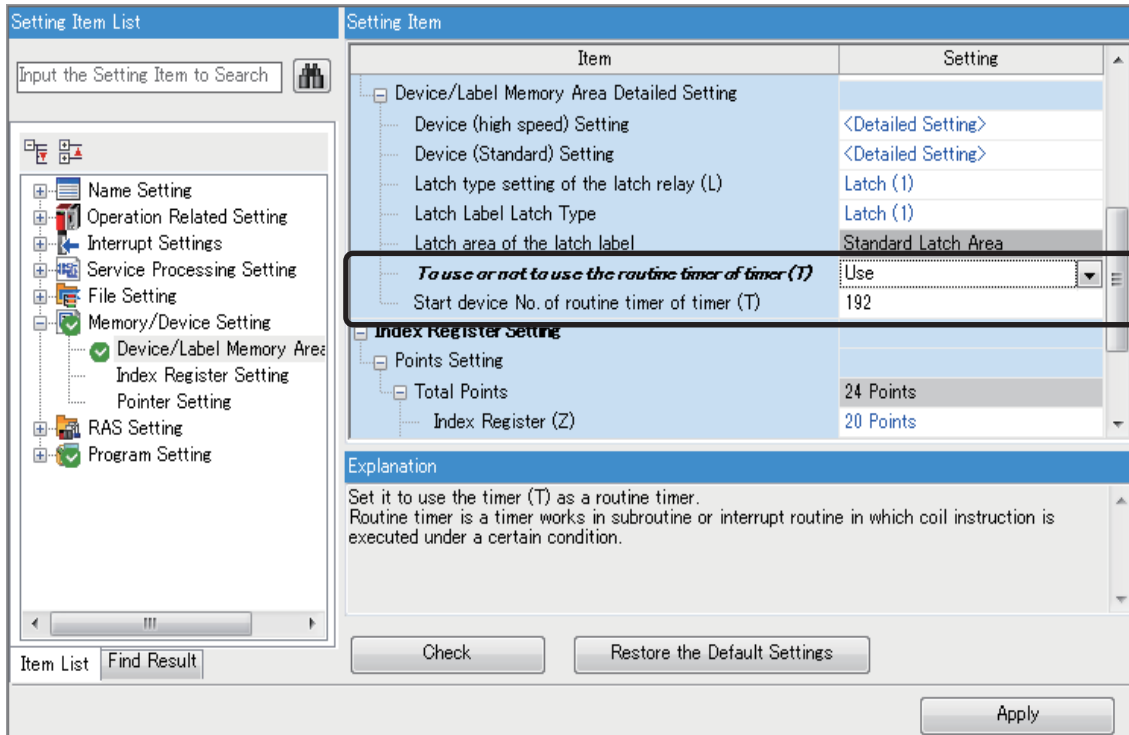 Setting Item List
Input the Setting Item to Search
Name Setting
Operation Related Setting
Interrupt Settings
Service Processing Setting
File Setting
Memory/Device Setting
Device/Label Memory Area
Index Register Setting
Pointer Setting
RAS Setting
Program Setting
Item List Find Result
Setting Item
Item Setting
Device/Label Memory Area Detailed Setting
Device (high speed) Setting <Detailed Setting>
Device (Standard) Setting <Detailed Setting>
Latch type setting of the latch relay (L) Latch (1)
Latch Label Latch Type Latch (1)
Latch area of the latch label Standard Latch Area
To use or not to use the routine timer of timer (T) Use
Start device No. of routine timer of timer (T) 192
Index Register Setting
Points Setting
Total Points 24 Points
Index Register (Z) 20 Points
Explanation
Set it to use the timer (T) as a routine timer.
Routine timer is a timer works in subroutine or interrupt routine in which coil instruction is
executed under a certain condition.
Check Restore the Default Settings
Apply